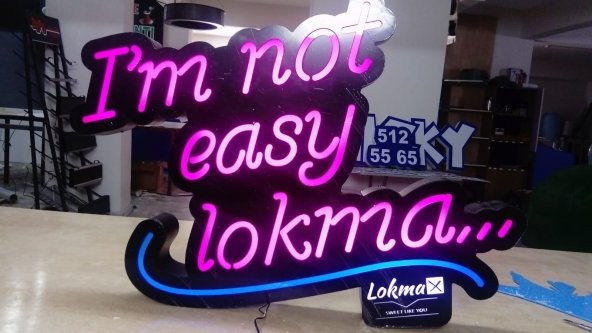 I'm not
easy
lokma...
512
55 65
Lokma
SWEET LIKE YOU